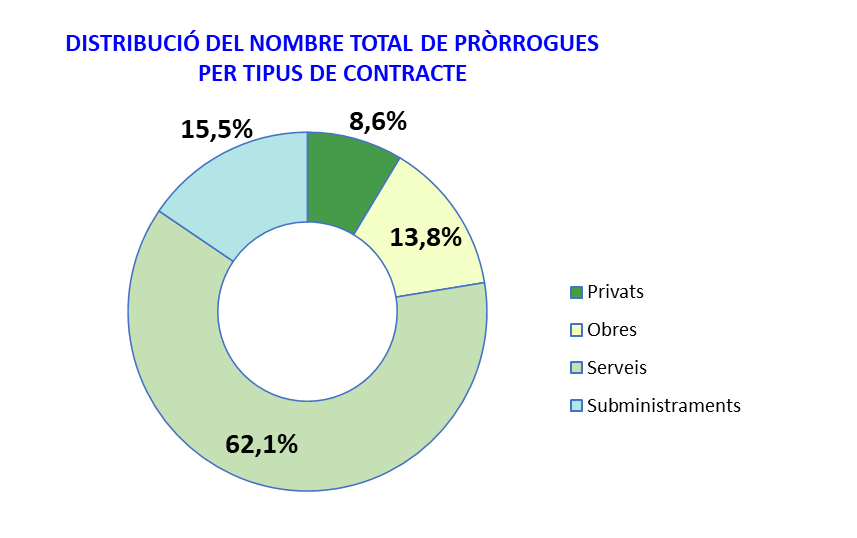 DISTRIBUCIÓ DEL NOMBRE TOTAL DE PRÒRROGUES
PER TIPUS DE CONTRACTE
15,5%
8,6%
13,8%
62,1%
Privats
Obres
Serveis
Subministraments